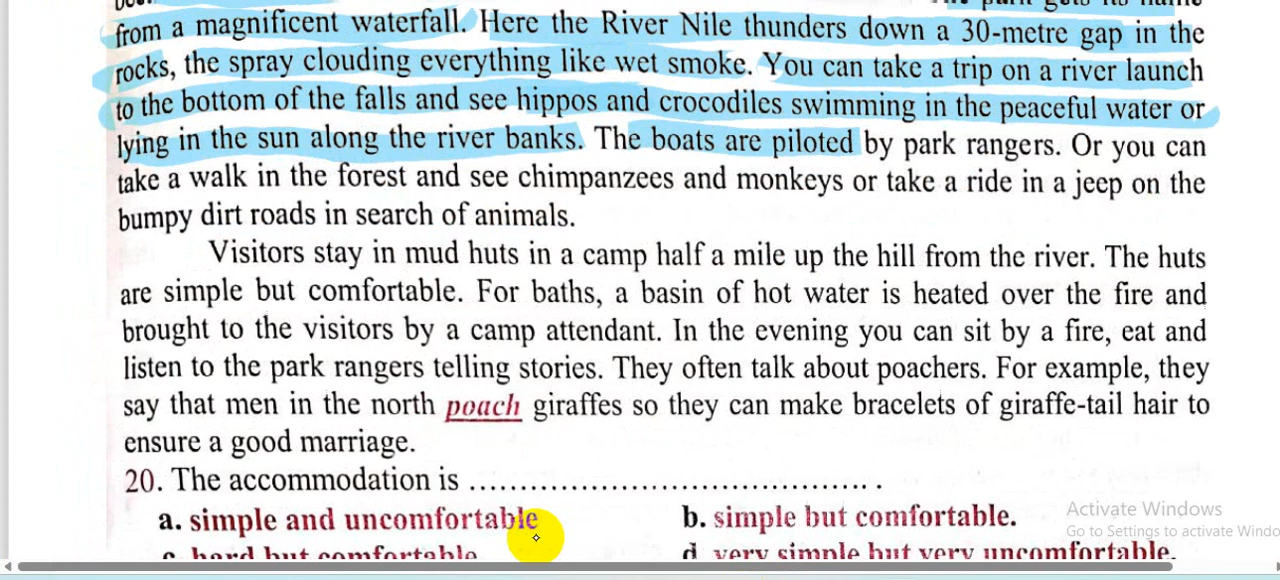 from a magnificent waterfall. Here the River Nile thunders down a 30-metre gap in the
rocks, the spray clouding everything like wet smoke. You can take a trip on a river launch
to the bottom of the falls and see hippos and crocodiles swimming in the peaceful water or
lying in the sun along the river banks. The boats are piloted by park rangers. Or you can
take a walk in the forest and see chimpanzees and monkeys or take a ride in a jeep on the
bumpy dirt roads in search of animals.
Visitors stay in mud huts in a camp half a mile up the hill from the river. The huts
are simple but comfortable. For baths, a basin of hot water is heated over the fire and
brought to the visitors by a camp attendant. In the evening you can sit by a fire, eat and
listen to the park rangers telling stories. They often talk about poachers. For example, they
say that men in the north poach giraffes so they can make bracelets of giraffe-tail hair to
ensure a good marriage.
20. The accommodation is ..............................................
a. simple and uncomfortable b. simple but comfortable.
c. hard but comfortable d. very simple but very uncomfortable.
Activate Windows
Go to Settings to activate Windo